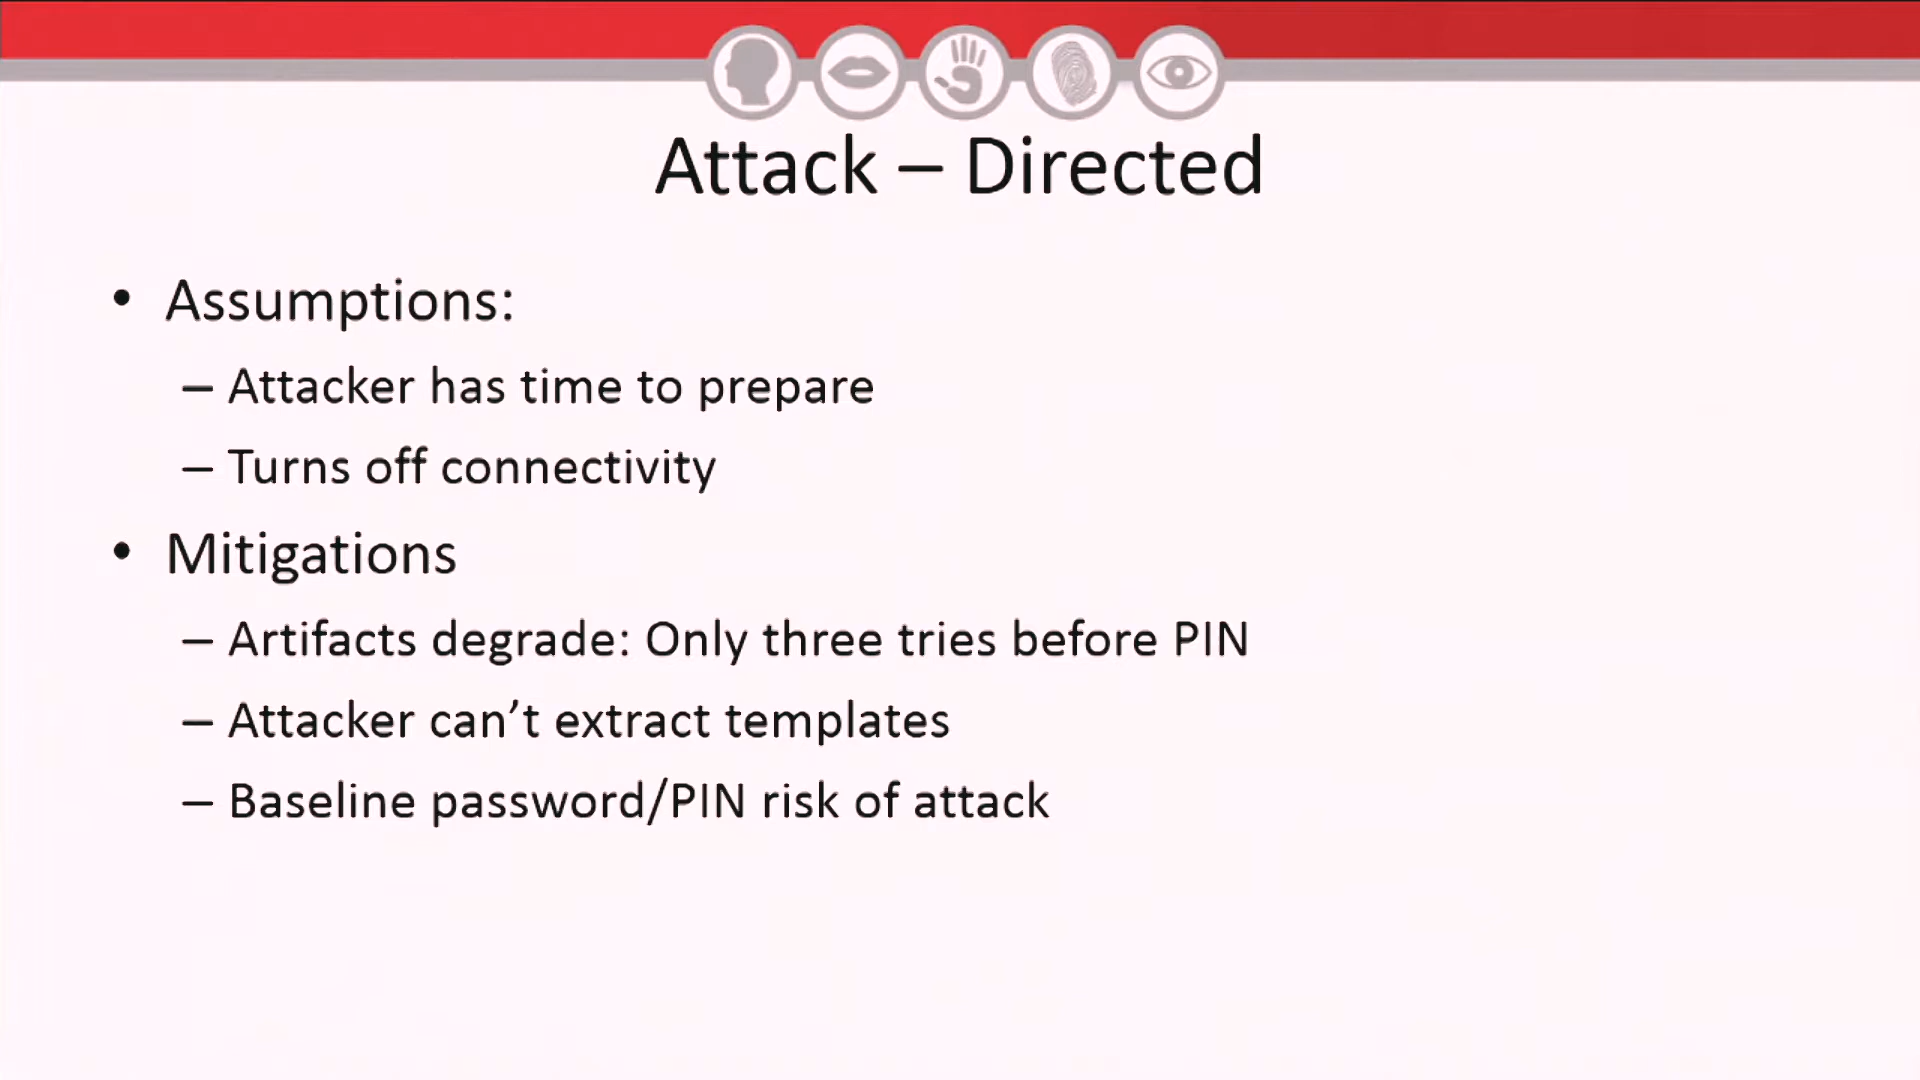 Attack – Directed
• Assumptions:
– Attacker has time to prepare
– Turns off connectivity
• Mitigations
– Artifacts degrade: Only three tries before PIN
– Attacker can’t extract templates
– Baseline password/PIN risk of attack